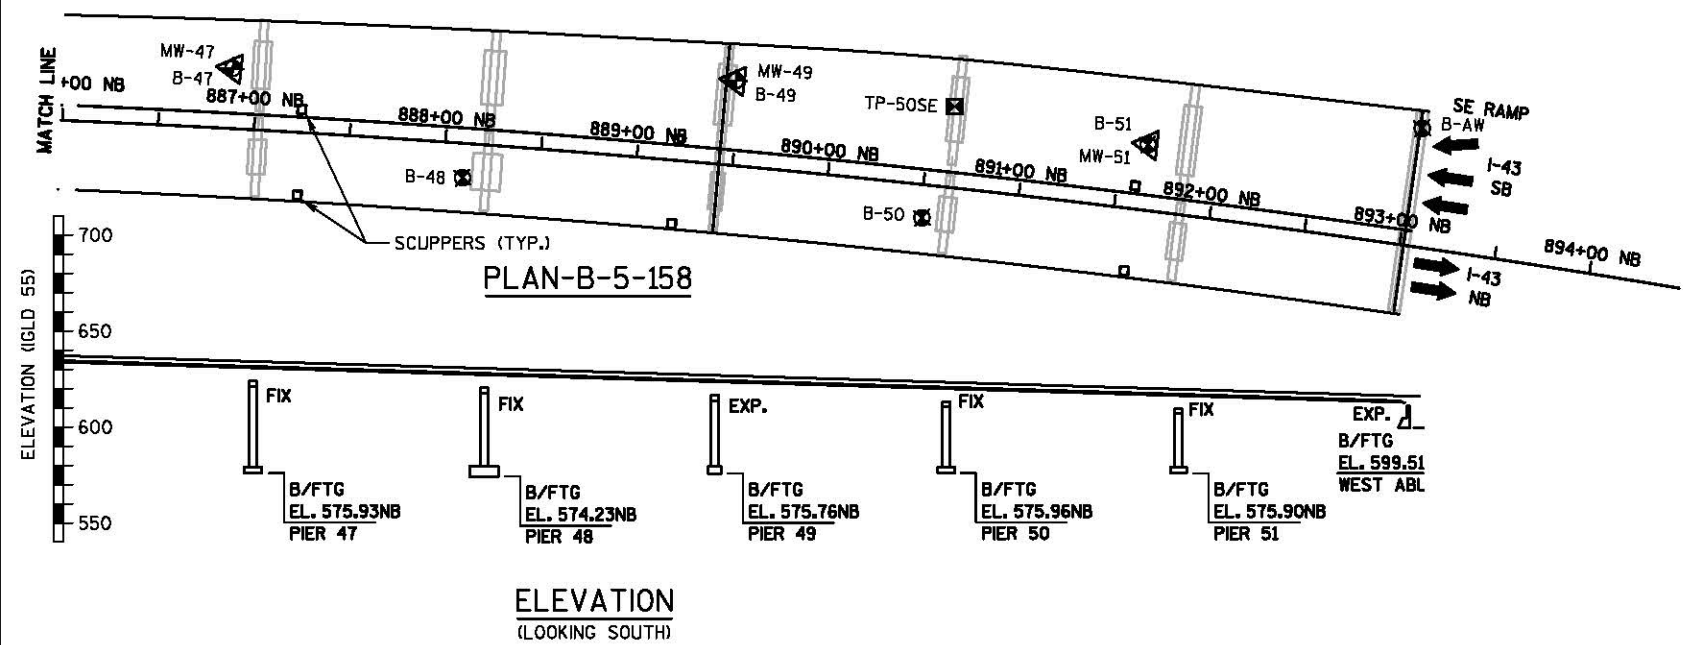 MATCH LINE
+00 NB
MW-47
B-47
887+00 NB
888+00 NB
B-48
889+00 NB
MW-49
B-49
890+00 NB
TP-50SE
B-50
891+00 NB
B-51
MW-51
892+00 NB
893+00 NB
894+00 NB
SE RAMP
B-AW
I-43
SB
I-43
NB
SCUPPERS (TYP.)
PLAN-B-5-158
ELEVATION (IGLD 55)
700
650
600
550
FIX
FIX
EXP.
FIX
FIX
EXP.
B/FTG
EL. 575.93NB
PIER 47
B/FTG
EL. 574.23NB
PIER 48
B/FTG
EL. 575.76NB
PIER 49
B/FTG
EL. 575.96NB
PIER 50
B/FTG
EL. 575.90NB
PIER 51
B/FTG
EL. 599.51
WEST ABL
ELEVATION
(LOOKING SOUTH)